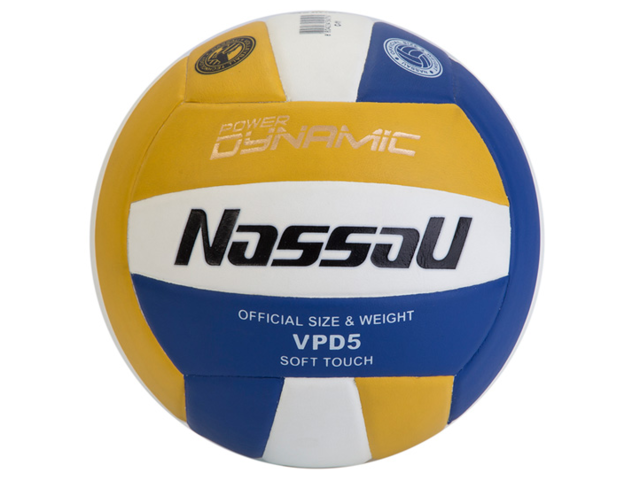 POWER
DYNAMIC
NASSAU
OFFICIAL SIZE & WEIGHT
VPD5
SOFT TOUCH